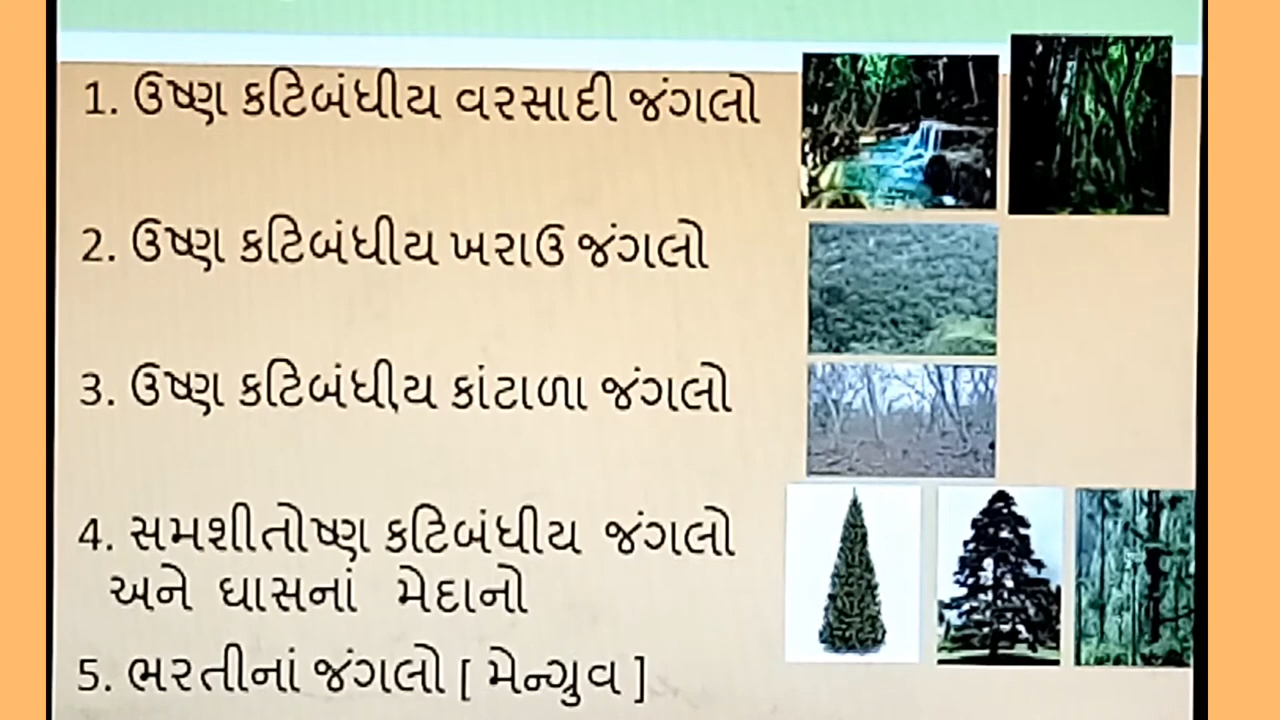 1. ઉષ્ણ કટિબંધીય વરસાદી જંગલો
2. ઉષ્ણ કટિબંધીય ખરાઉ જંગલો
3. ઉષ્ણ કટિબંધીય કાંટાળા જંગલો
4. સમશીતોષ્ણ કટિબંધીય જંગલો
અને ઘાસનાં મેદાનો
5. ભરતીનાં જંગલો [ મેન્ગ્રુવ ]